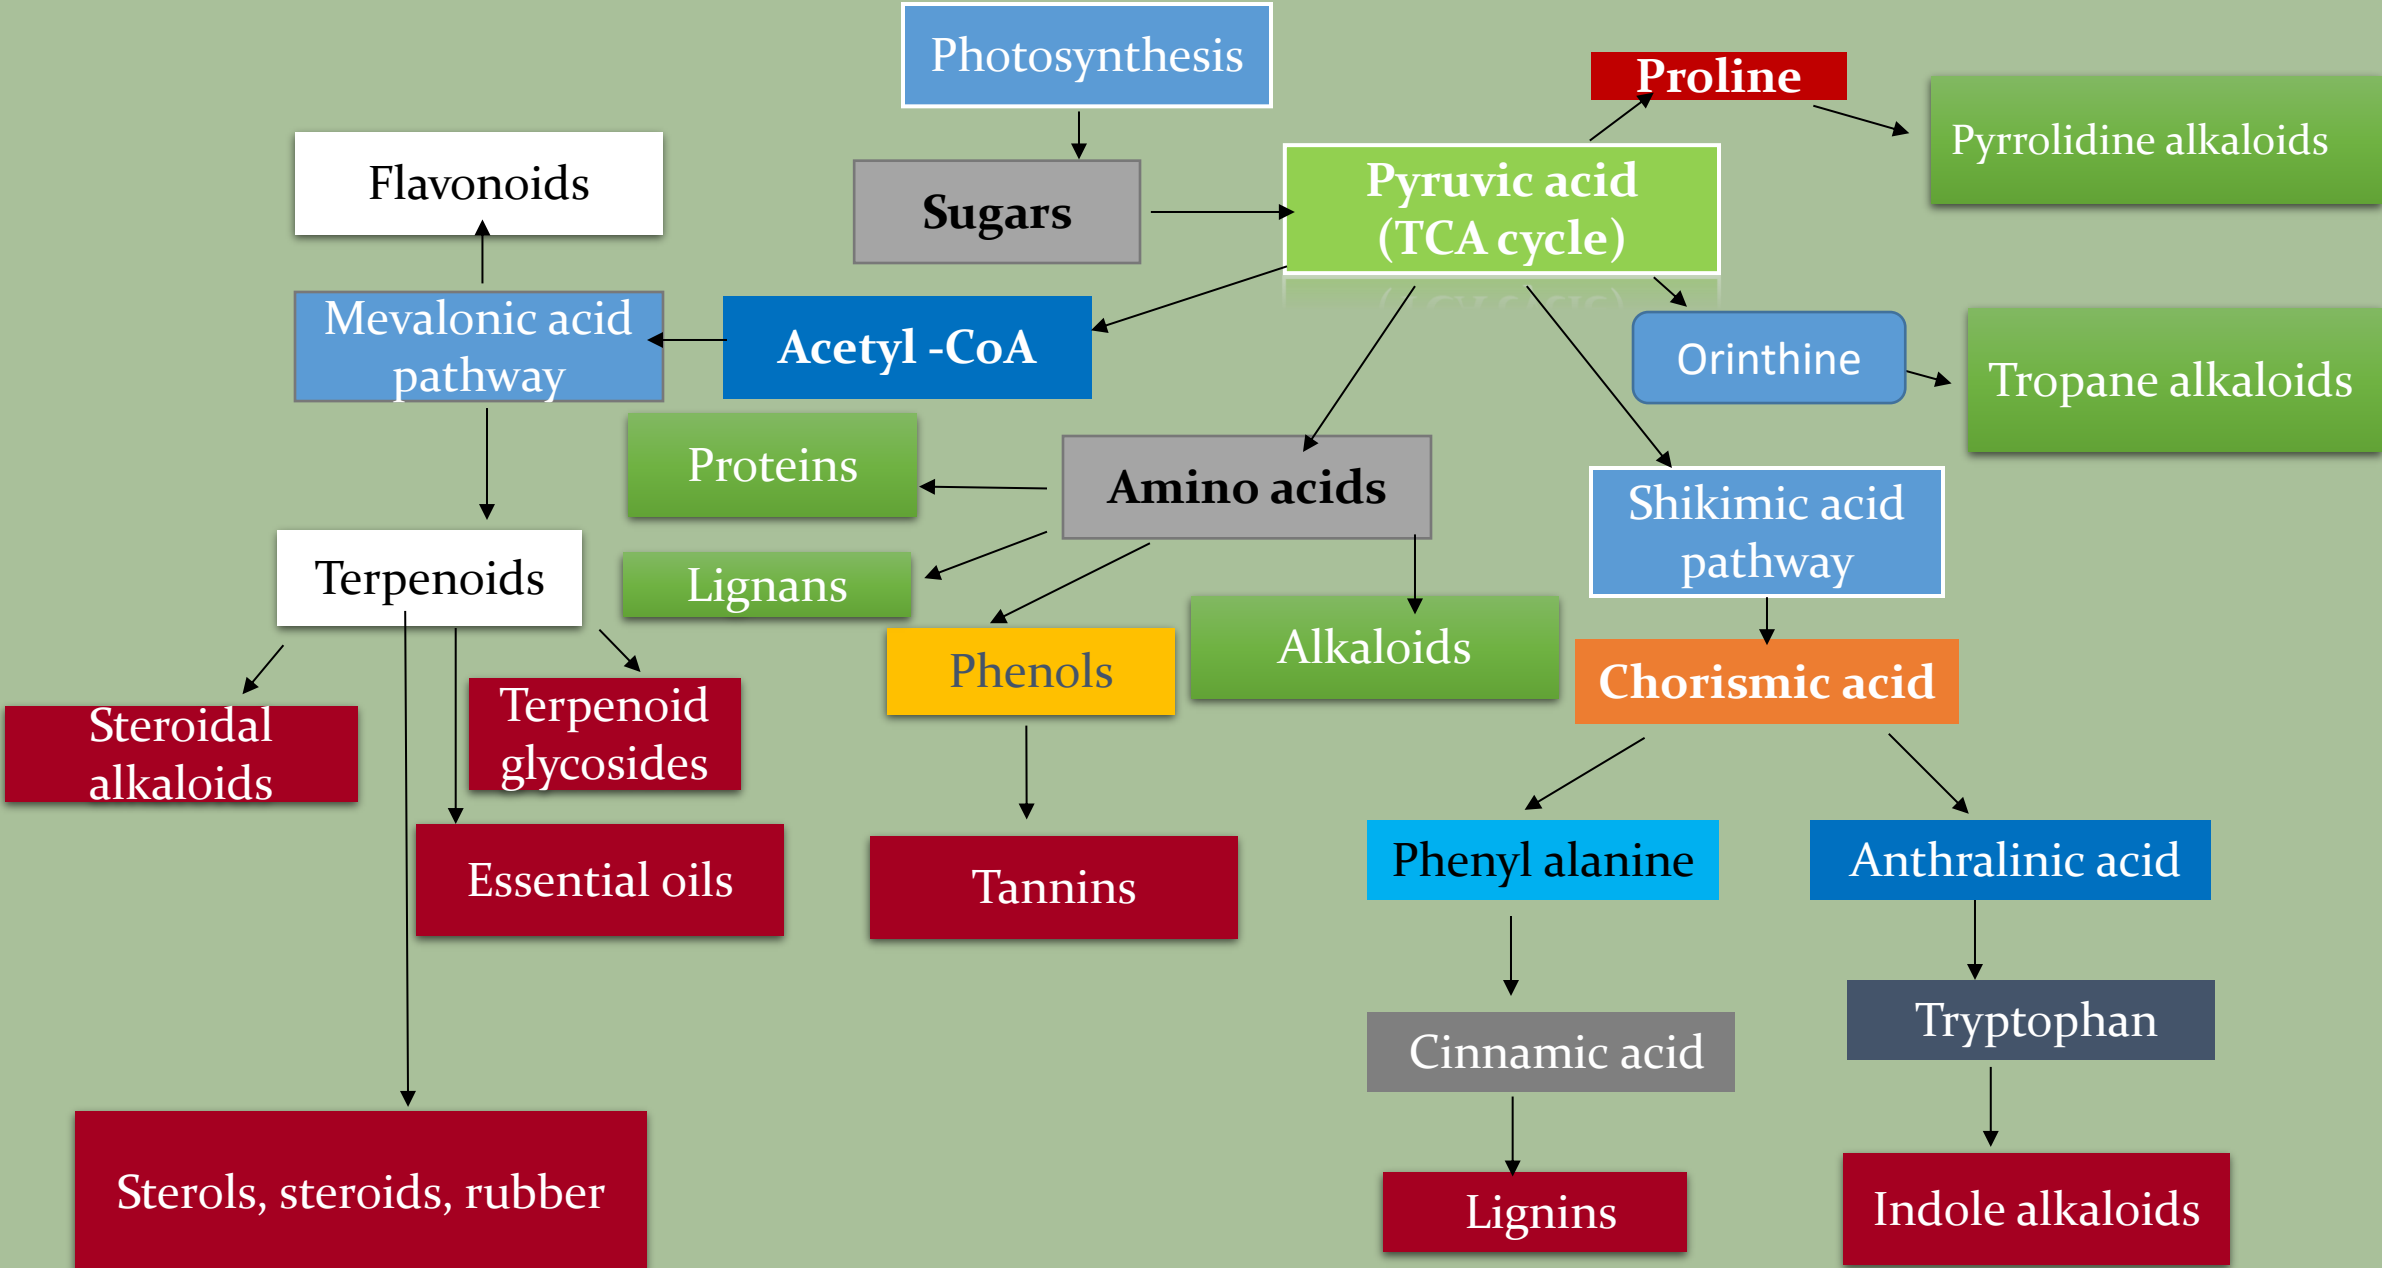 Photosynthesis
Proline
Pyrrolidine alkaloids
Flavonoids
Sugars
Pyruvic acid
(TCA cycle)
Mevalonic acid
pathway
Acetyl -CoA
Orinthine
Tropane alkaloids
Proteins
Amino acids
Shikimic acid
pathway
Terpenoids
Lignans
Phenols
Alkaloids
Chorismic acid
Steroidal
alkaloids
Terpenoid
glycosides
Essential oils
Tannins
Phenyl alanine
Anthralinic acid
Cinnamic acid
Tryptophan
Sterols, steroids, rubber
Lignins
Indole alkaloids